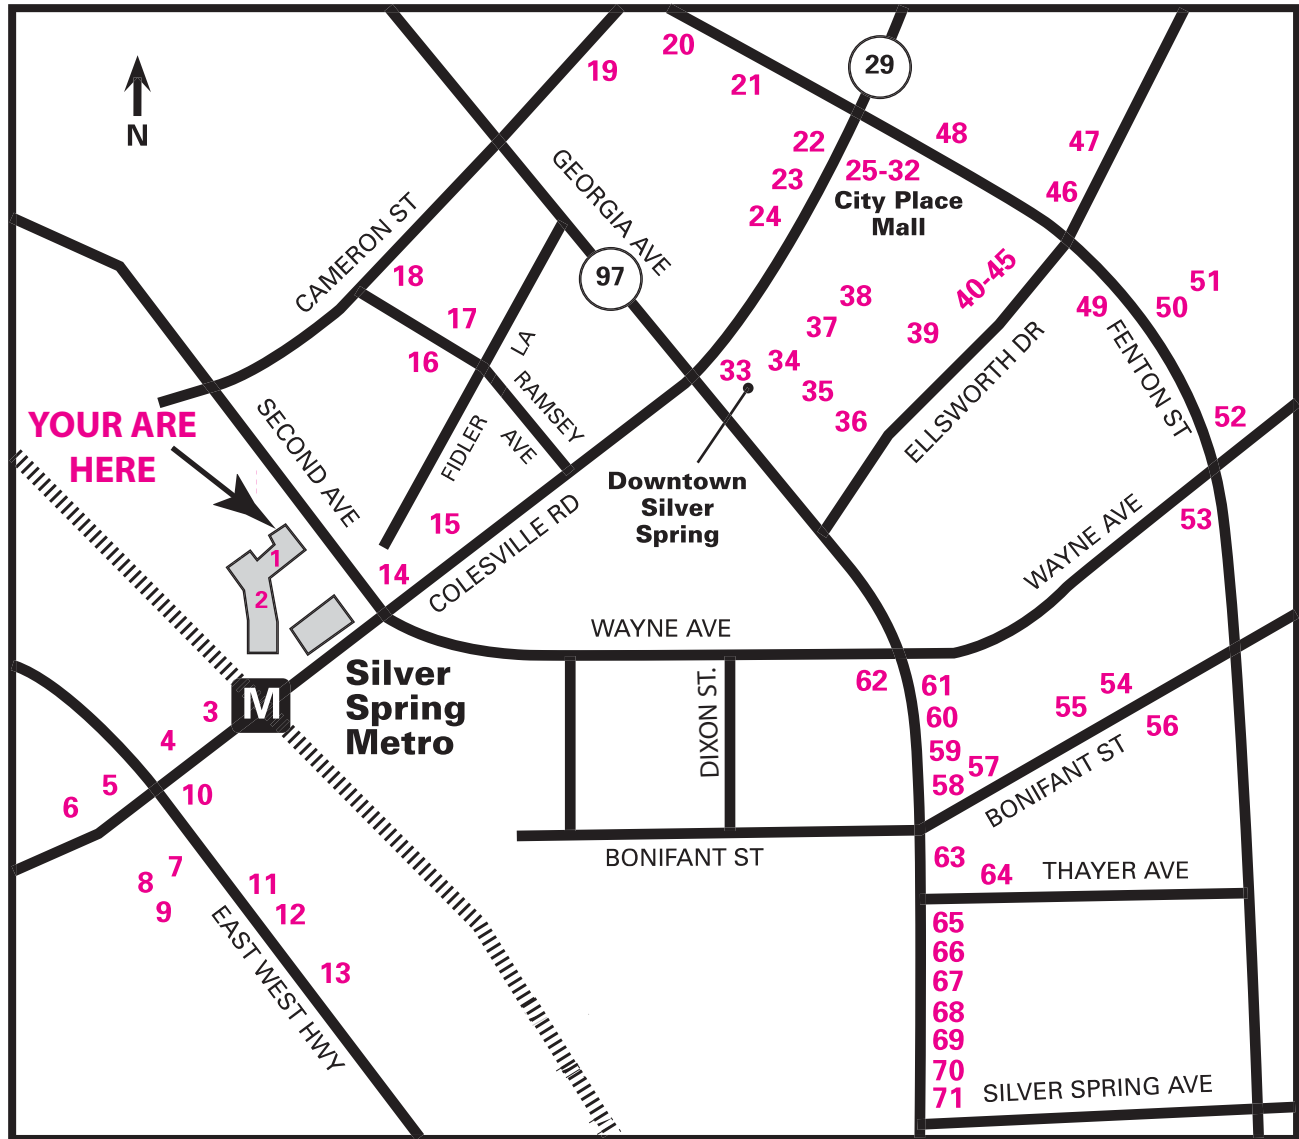 20
19
21
29
N
22
48
47
GEORGIA AVE
23
25-32
City Place
Mall
46
24
CAMERON ST
18
97
40-45
51
38
49
50
17
37
39
16
LA
34
33
35
36
RAMSEY
AVE
ELLSWORTH DR
FENTON ST
52
YOUR ARE
HERE
SECOND AVE
FIDLER
Downtown
Silver
Spring
15
COLESVILLE RD
WAYNE AVE
53
1
14
2
WAYNE AVE
Silver
Spring
Metro
M
62
61
54
DIXON ST.
55
3
60
56
4
59
57
5
58
BONIFANT ST
10
6
BONIFANT ST
63
7
64
THAYER AVE
8
11
9
12
65
EAST WEST HWY
66
13
67
68
69
70
71
SILVER SPRING AVE